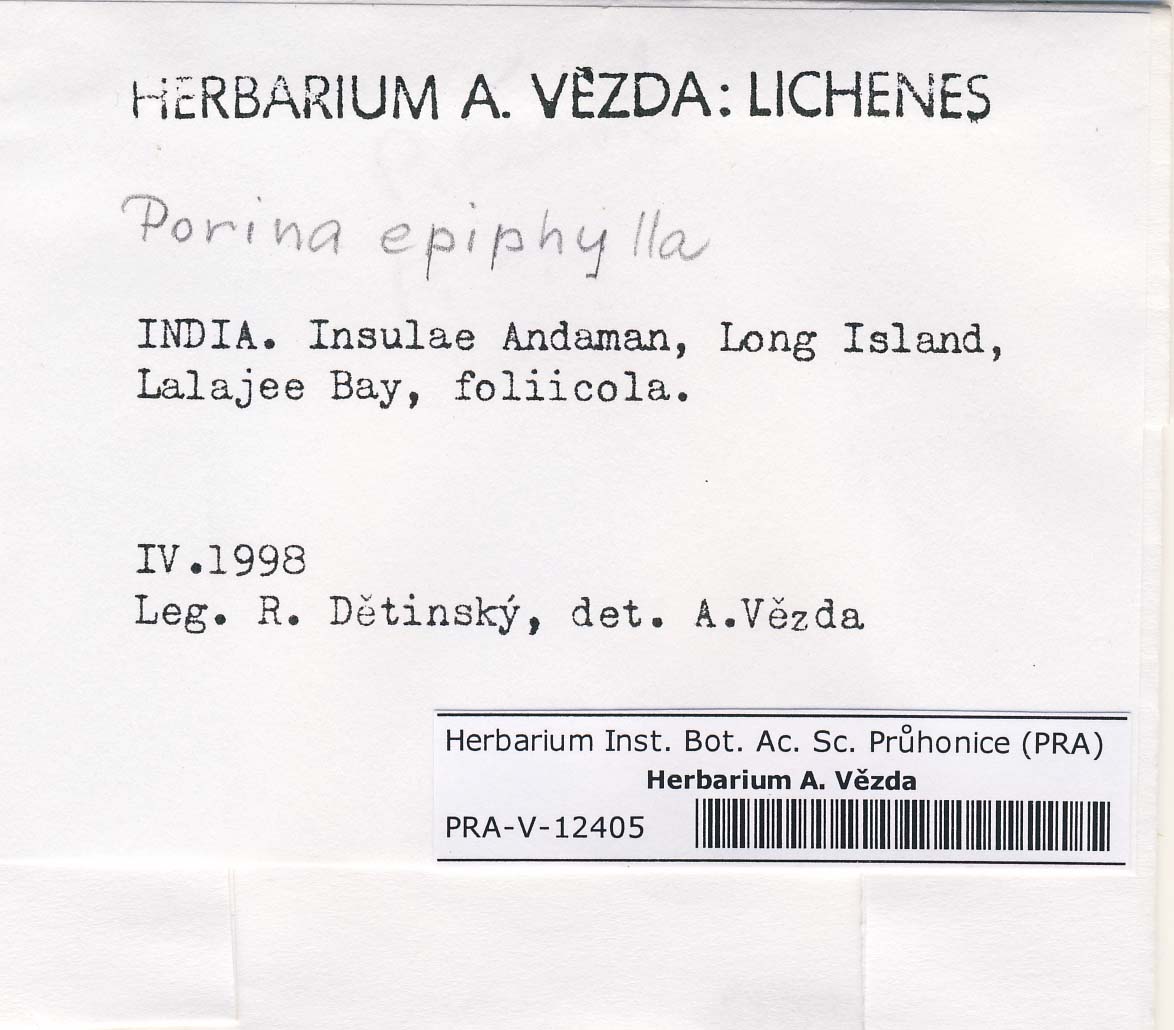 HERBARIUM A. VĚZDA: LICHENES
Porina epiphylla
INDIA. Insulae Andaman, Long Island,
Lalajee Bay, foliicola.
IV.1998
Leg. R. Dětinský, det. A.Vězda
Herbarium Inst. Bot. Ac. Sc. Průhonice (PRA)
Herbarium A. Vězda
PRA-V-12405